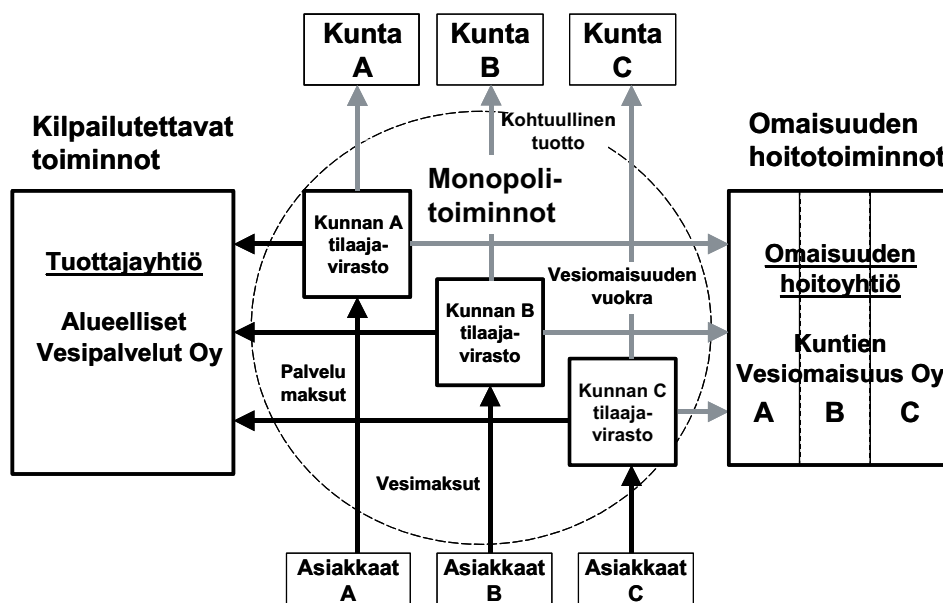 Kunta
A
Kunta
B
Kunta
C
Kilpailutettavat
toiminnot
Kohtuullinen
tuotto
Omaisuuden
hoitotoiminnot
Monopoli-
toiminnot
Kunnan A
tilaaja-
virasto
Tuottajayhtiö
Alueelliset
Vesipalvelut Oy
Vesiomaisuuden
vuokra
Omaisuuden
hoitoyhtiö
Kunnan B
tilaaja-
virasto
Kuntien
Vesiomaisuus Oy
A B C
Palvelu
maksut
Kunnan C
tilaaja-
virasto
Vesimaksut
Asiakkaat
A
Asiakkaat
B
Asiakkaat
C